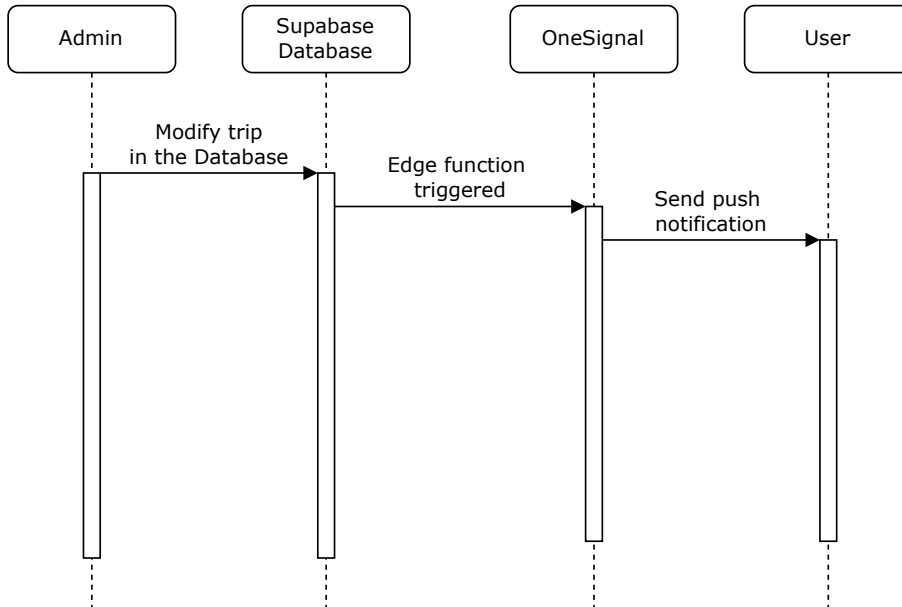 Admin
Supabase
Database
OneSignal
User
Modify trip
in the Database
Edge function
triggered
Send push
notification